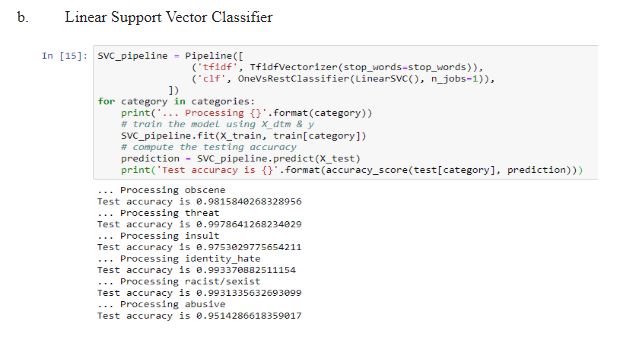 b. Linear Support Vector Classifier
In [15]: SVC_pipeline = Pipeline([
('tfidf', TfidfVectorizer(stop_words=stop_words)),
('clf', OneVsRestClassifier(LinearSVC(), n_jobs=1)),
])
for category in categories:
print('... Processing {}'.format(category))
# train the model using X_dtm & y
SVC_pipeline.fit(X_train, train[category])
# compute the testing accuracy
prediction = SVC_pipeline.predict(X_test)
print('Test accuracy is {}'.format(accuracy_score(test[category], prediction)))
... Processing obscene
Test accuracy is 0.9815840268328956
... Processing threat
Test accuracy is 0.9978641268234029
... Processing insult
Test accuracy is 0.9753029775654211
... Processing identity_hate
Test accuracy is 0.993370882511154
... Processing racist/sexist
Test accuracy is 0.9931335632693099
... Processing abusive
Test accuracy is 0.9514286618359017